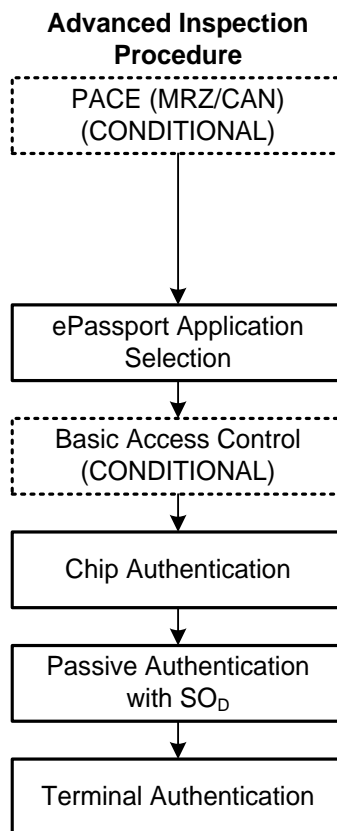 Advanced Inspection
Procedure
PACE (MRZ/CAN)
(CONDITIONAL)
ePassport Application
Selection
Basic Access Control
(CONDITIONAL)
Chip Authentication
Passive Authentication
with SOD
Terminal Authentication